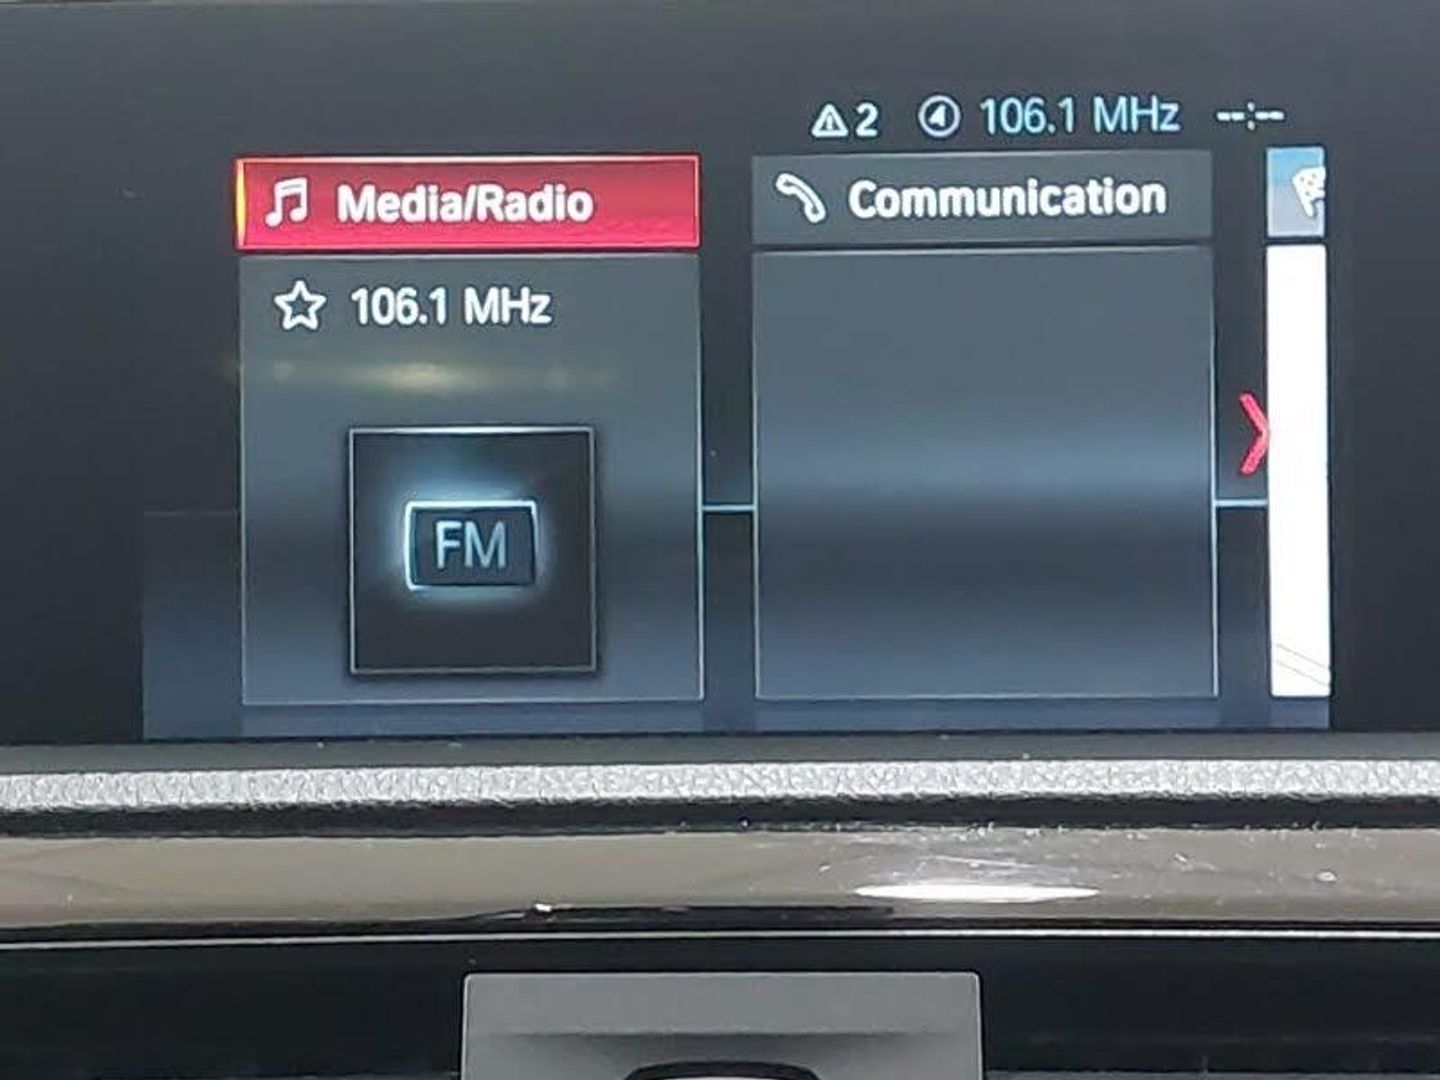 2 106.1 MHz --:--
Media/Radio
Communication
106.1 MHz
FM